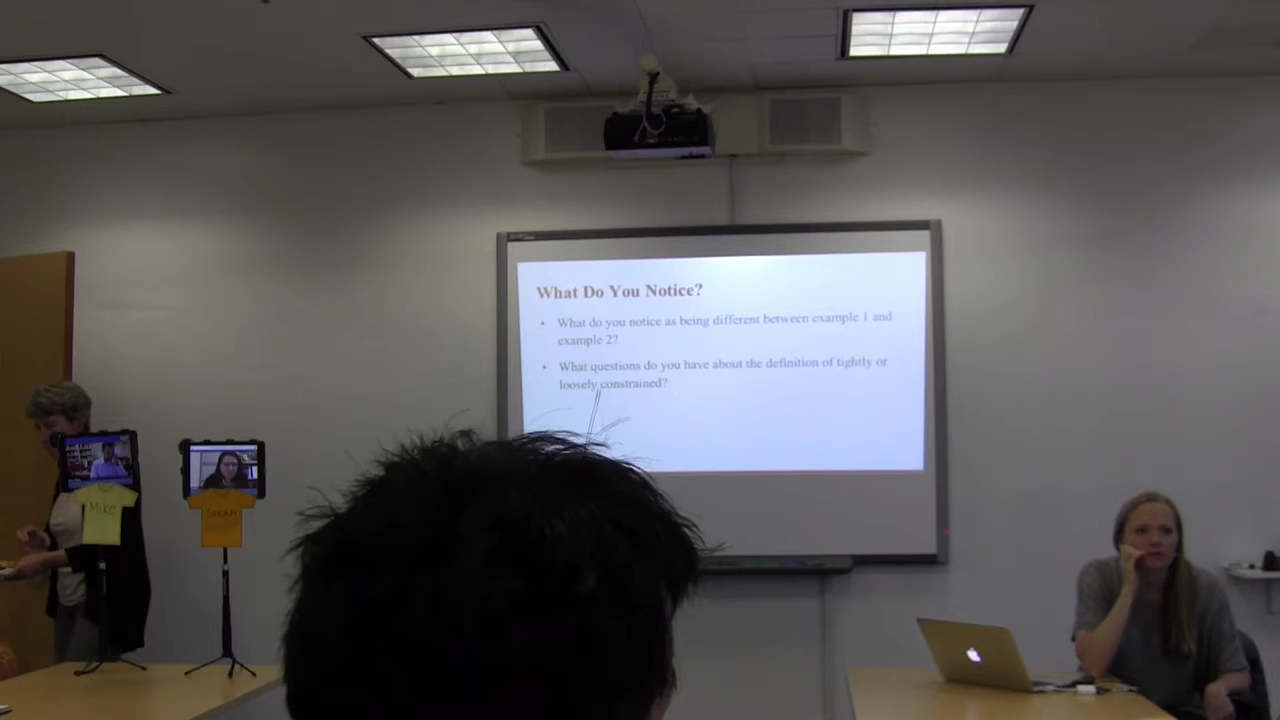 What Do You Notice?
• What do you notice as being different between example 1 and
example 2?
• What questions do you have about the definition of tightly or
loosely constrained?
Mike
SARAH